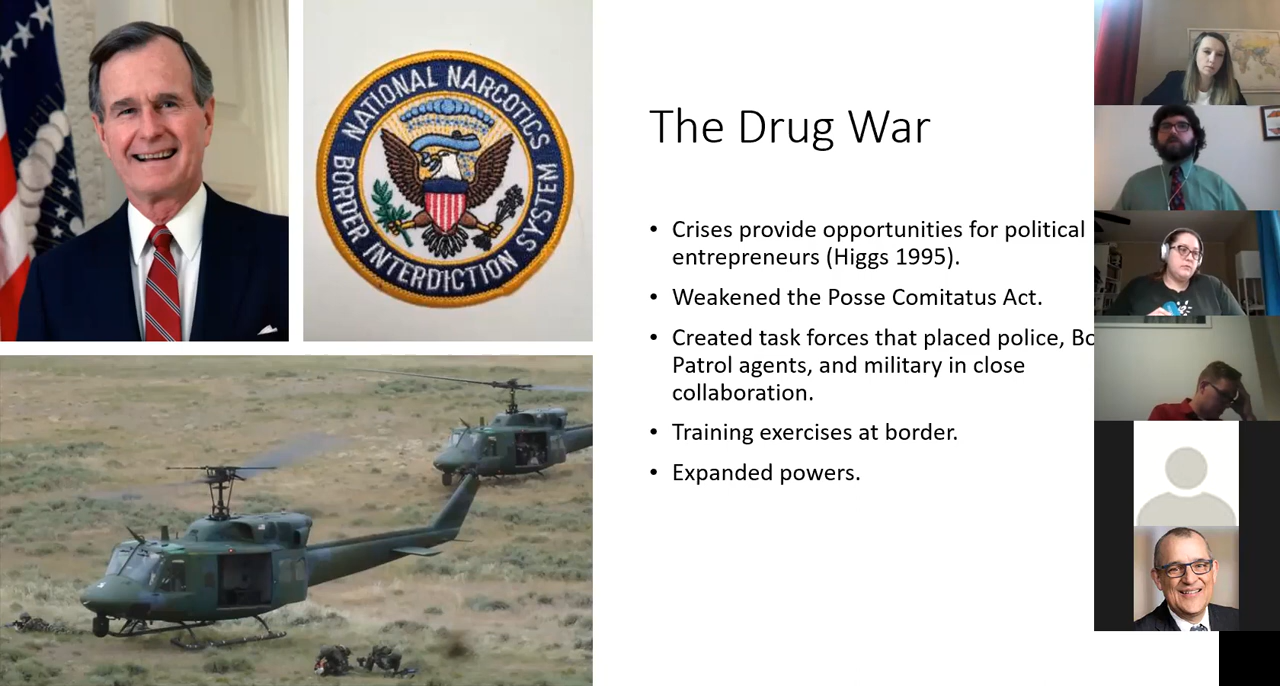 NATIONAL NARCOTICS
BORDER INTERDICTION SYSTEM
The Drug War
• Crises provide opportunities for political
entrepreneurs (Higgs 1995).
• Weakened the Posse Comitatus Act.
• Created task forces that placed police, Bo
Patrol agents, and military in close
collaboration.
• Training exercises at border.
• Expanded powers.